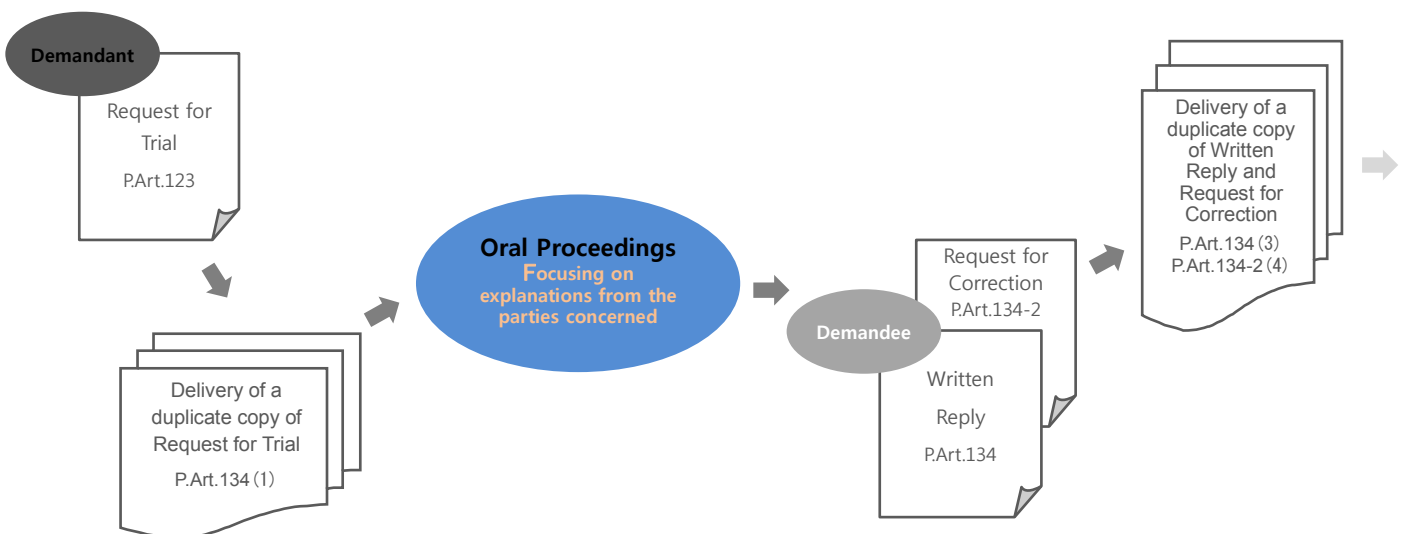 Demandant
Request for
Trial
P.Art.123
Delivery of a
duplicate copy of
Request for Trial
P.Art.134 (1)
Oral Proceedings
Focusing on
explanations from the
parties concerned
Demandee
Request for
Correction
P.Art.134-2
Written
Reply
P.Art.134
Delivery of a
duplicate copy
of Written
Reply and
Request for
Correction
P.Art.134 (3)
P.Art.134-2 (4)